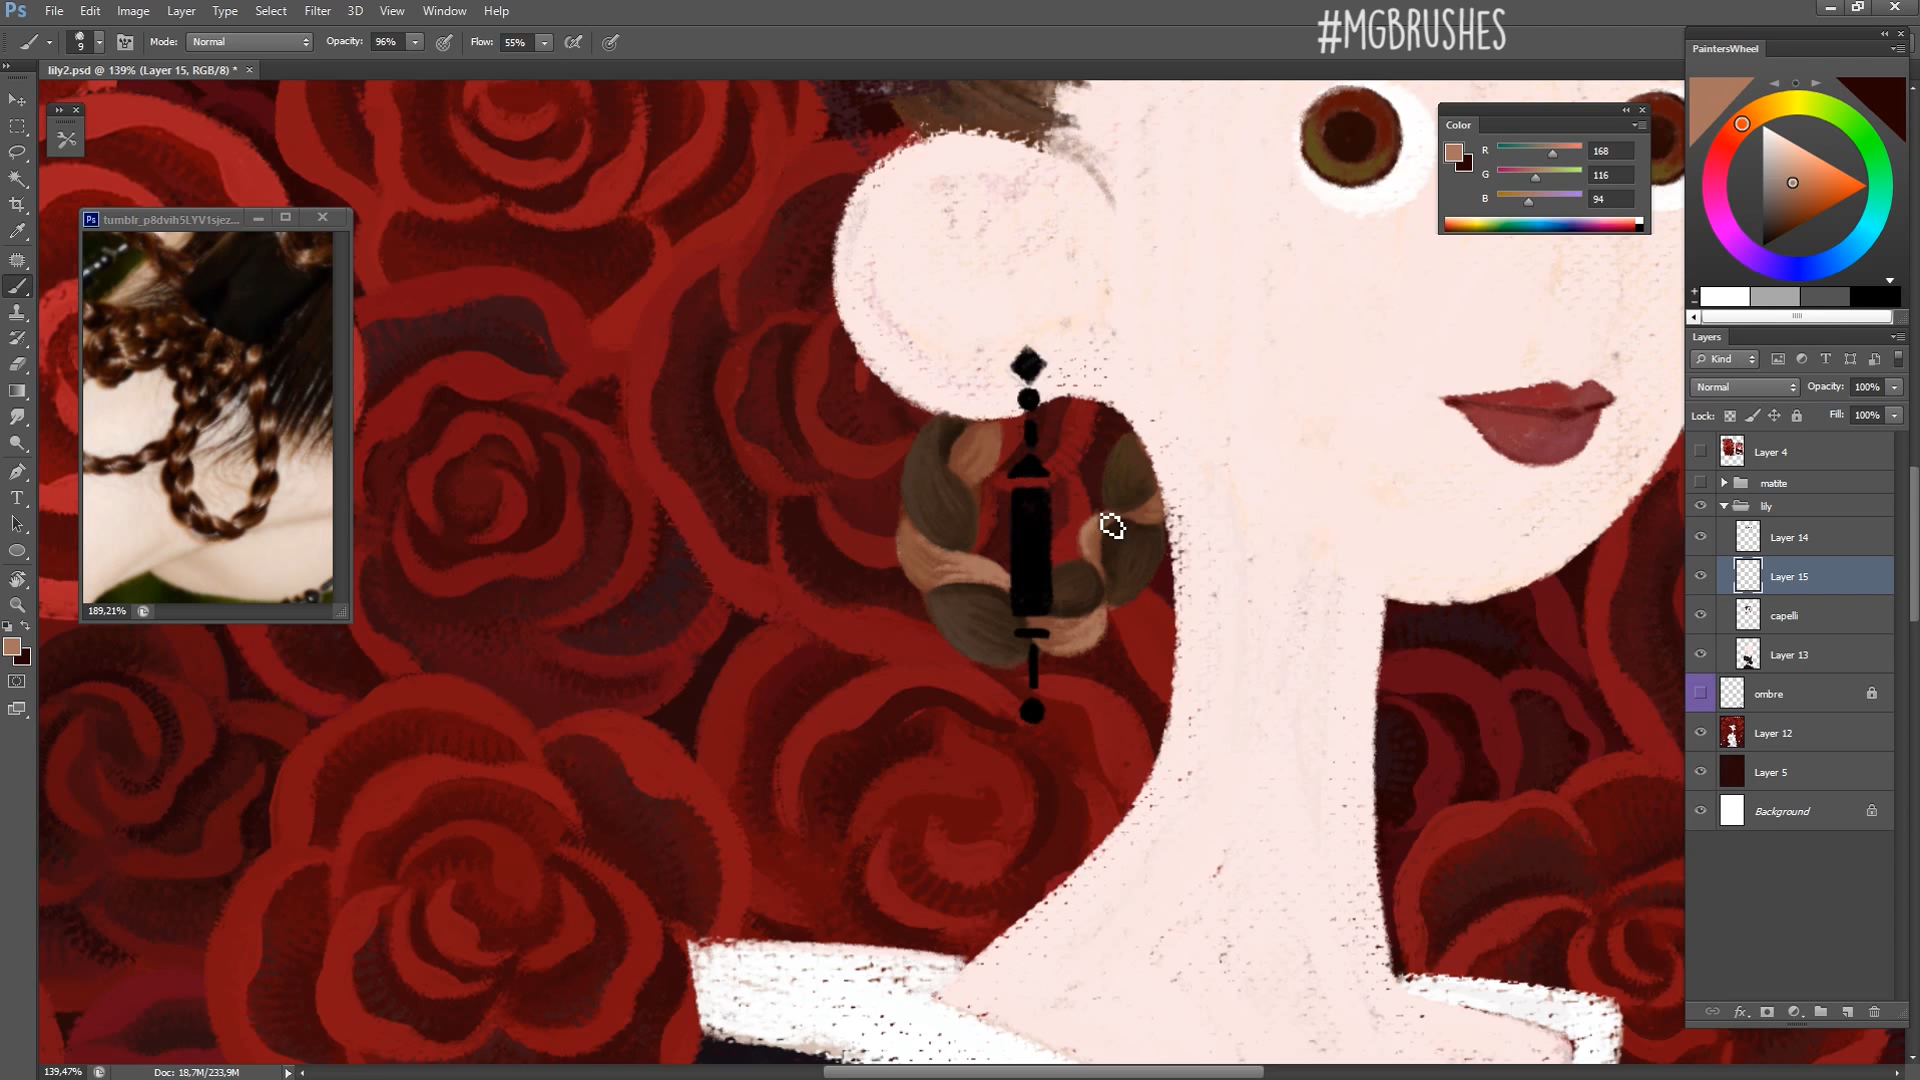 Ps File Edit Image Layer Type Select Filter 3D View Window Help
#MGBRUSHES
9 Mode: Normal Opacity: 96% Flow: 55%
lily2.psd @ 139% (Layer 15, RGB/8) * ×
PaintersWheel
Color
R 168
G 116
B 94
Ps tumblr_p8dvih5LYV1sjez...
189,21%
Layers
Kind
Normal Opacity: 100%
Lock: Fill: 100%
Layer 4
matite
lily
Layer 14
Layer 15
capelli
Layer 13
ombre
Layer 12
Layer 5
Background
fx
139,47% Doc: 18,7M/233,9M